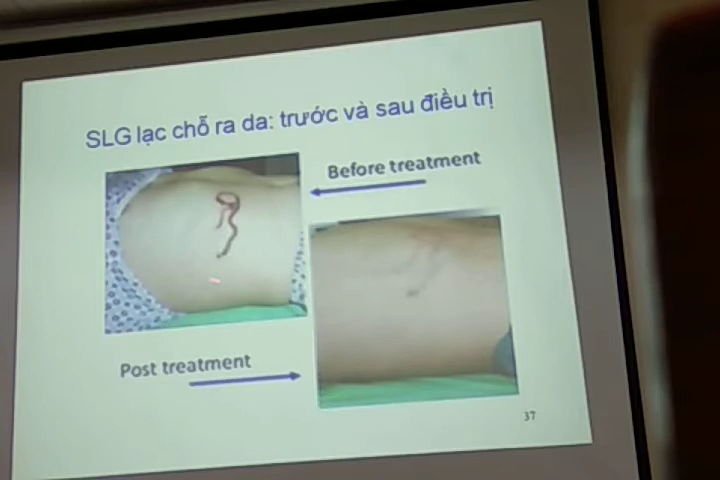 SLG lạc chỗ ra da: trước và sau điều trị
Before treatment
Post treatment
37